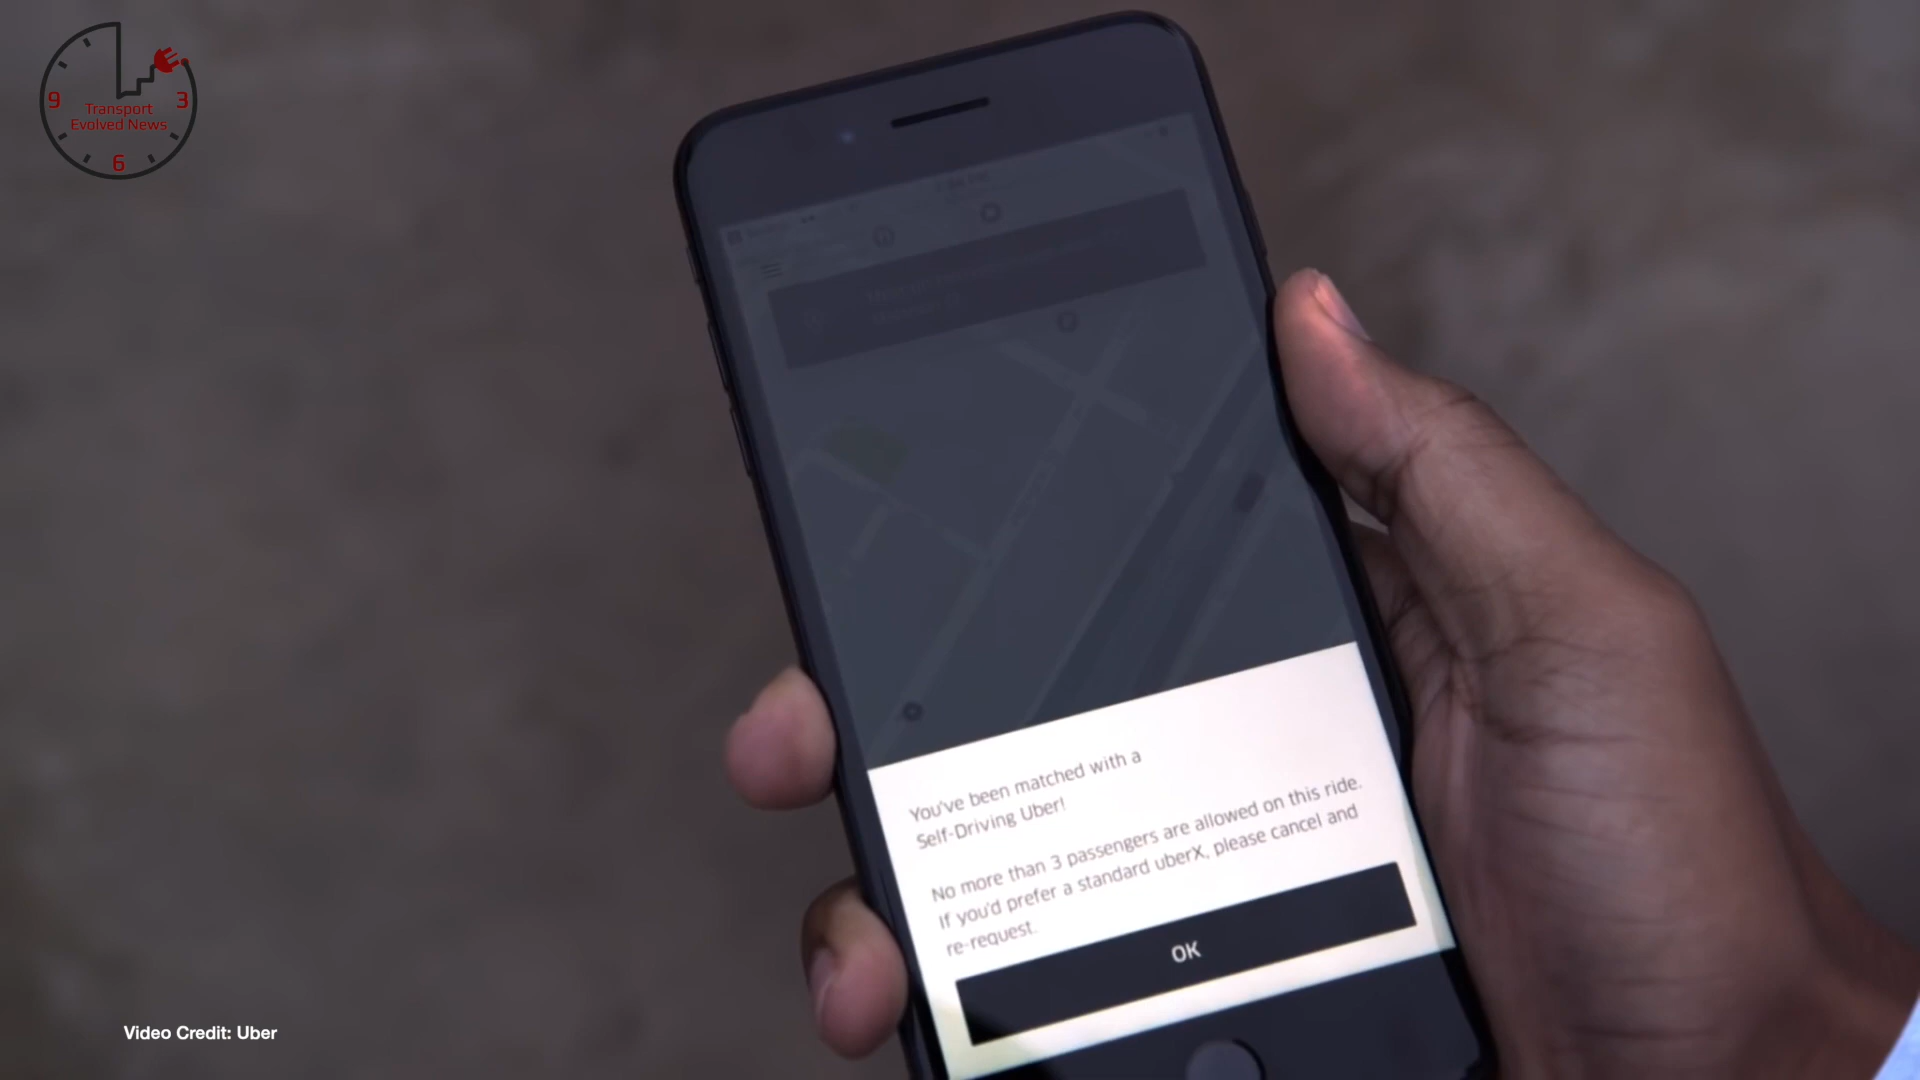 9
3
Transport
Evolved News
6
You've been matched with a
Self-Driving Uber!
No more than 3 passengers are allowed on this ride.
If you'd prefer a standard uberX, please cancel and
re-request.
OK
Video Credit: Uber